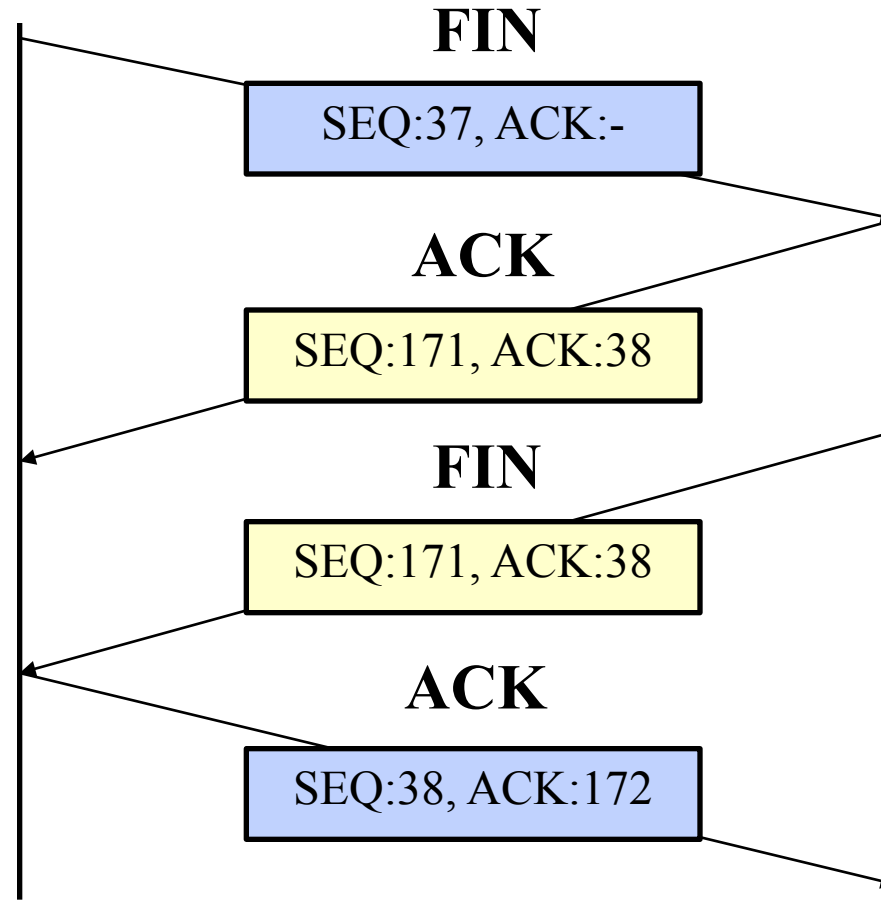 FIN
SEQ:37, ACK:-
ACK
SEQ:171, ACK:38
FIN
SEQ:171, ACK:38
ACK
SEQ:38, ACK:172